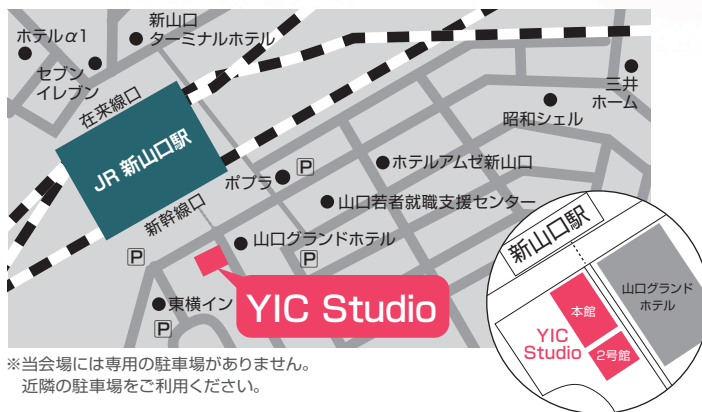 新山口
ターミナルホテル
ホテルα1
セブン
イレブン
在来線口
JR 新山口駅
新幹線口
三井
ホーム
昭和シェル
P
ホテルアムゼ新山口
ポプラ
山口若者就職支援センター
山口グランドホテル
P
P
東横イン
P
YIC Studio
新山口駅
山口グランド
ホテル
本館
YIC
Studio
2号館
※当会場には専用の駐車場がありません。
近隣の駐車場をご利用ください。